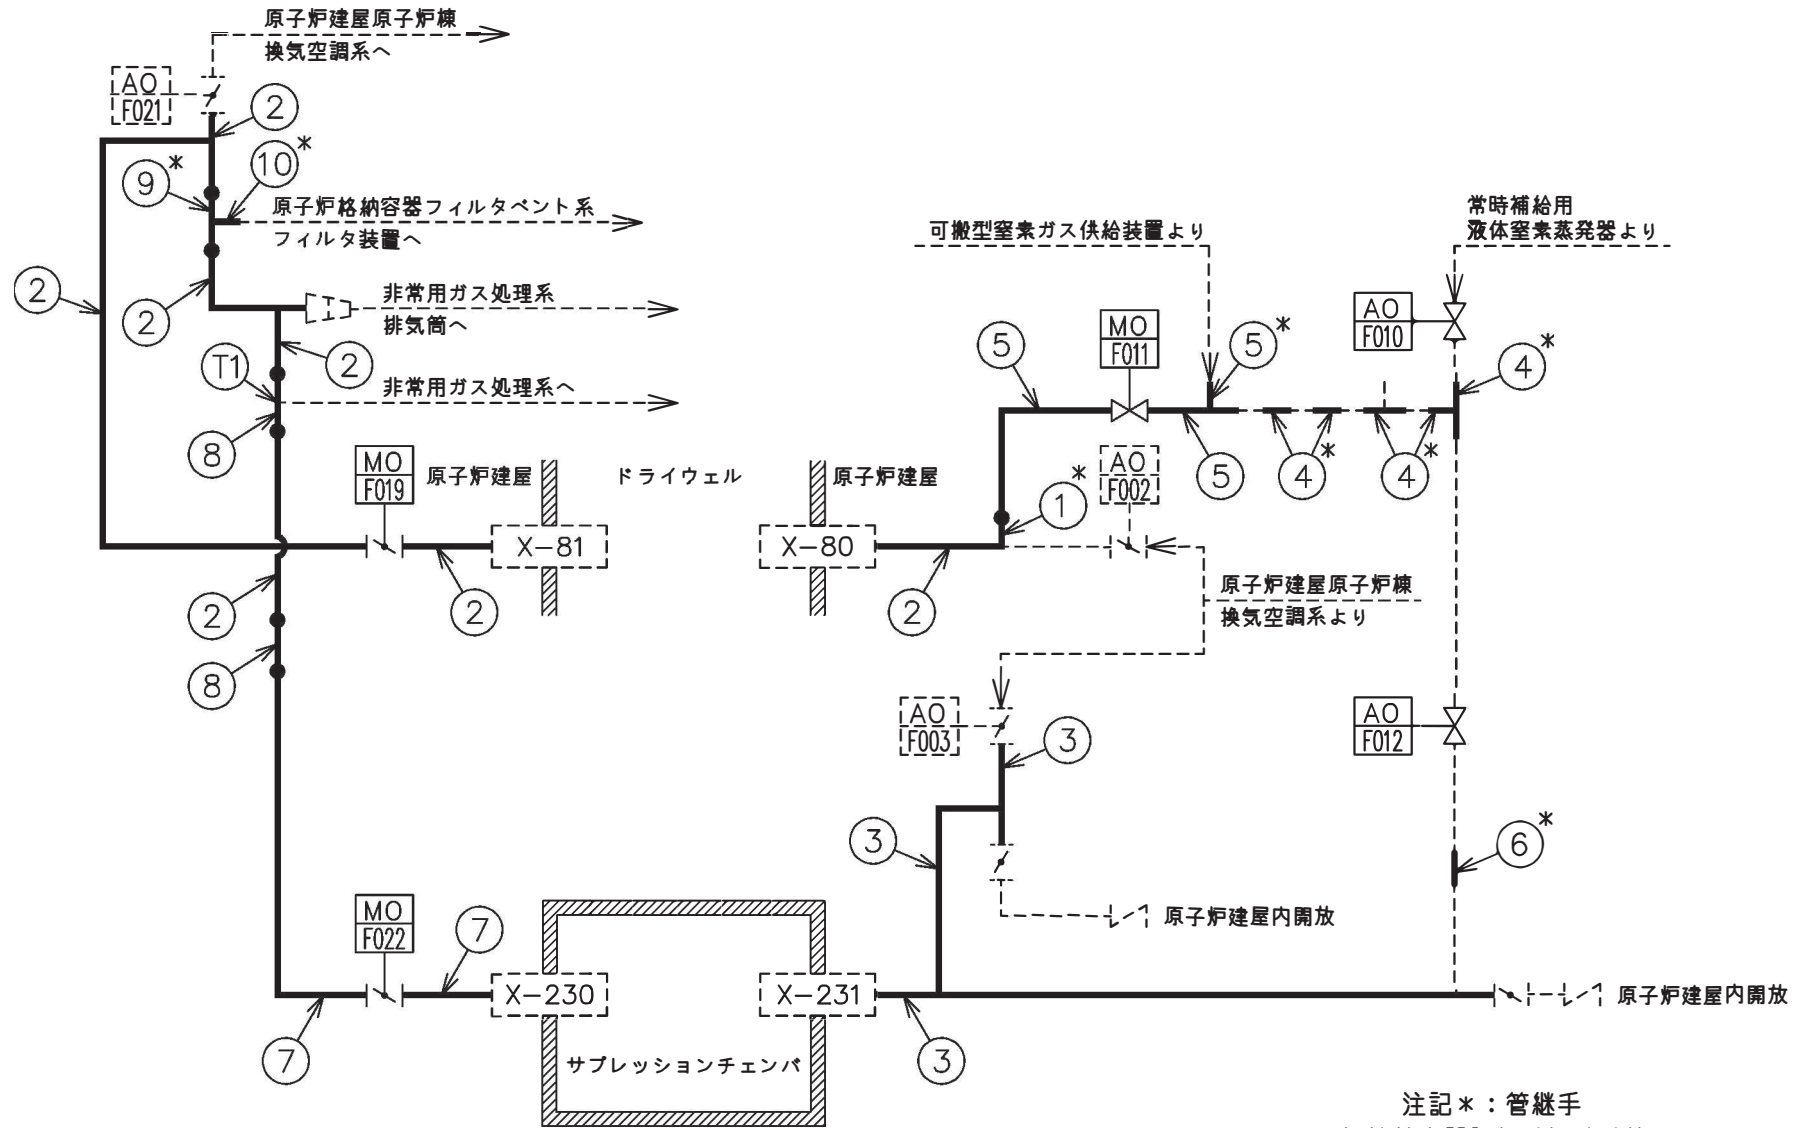 原子炉建屋原子炉棟
換気空調系へ
AO
F021
2
10*
9*
原子炉格納容器フィルタベント系
フィルタ装置へ
2
2
非常用ガス処理系
排気筒へ
2
T1
非常用ガス処理系へ
8
可搬型窒素ガス供給装置より
常時補給用
液体窒素蒸発器より
AO
F010
MO
F011
5
5*
4*
5
4*
4*
MO
F019
原子炉建屋
ドライウェル
原子炉建屋
1*
AO
F002
X-81
X-80
2
2
2
8
原子炉建屋原子炉棟
換気空調系より
AO
F003
3
AO
F012
3
6*
原子炉建屋内開放
MO
F022
7
X-230
X-231
原子炉建屋内開放
7
サプレッションチェンバ
3
注記*：管継手